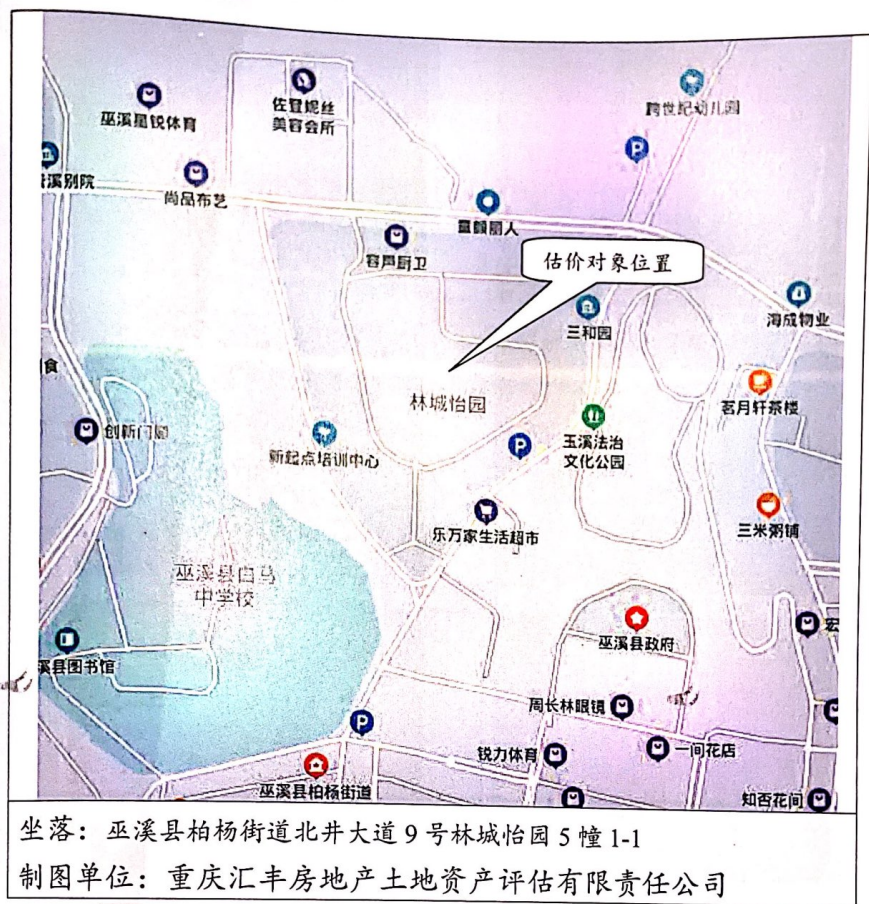 巫溪星锐体育
佐登妮丝
美容会所
跨世纪幼儿园
P
溪别院
尚品布艺
丽人
容声厨卫
估价对象位置
三和园
海成物业
食
林城怡园
茗月轩茶楼
创新门
新起点培训中心
P
玉溪法治
文化公园
乐万家生活超市
三米粥铺
巫溪县白马
中学校
巫溪县政府
宏
溪县图书馆
周长林眼镜
P
锐力体育
一间花店
巫溪县柏杨街道
知否花间
坐落：巫溪县柏杨街道北井大道9号林城怡园5幢1-1
制图单位：重庆汇丰房地产土地资产评估有限责任公司